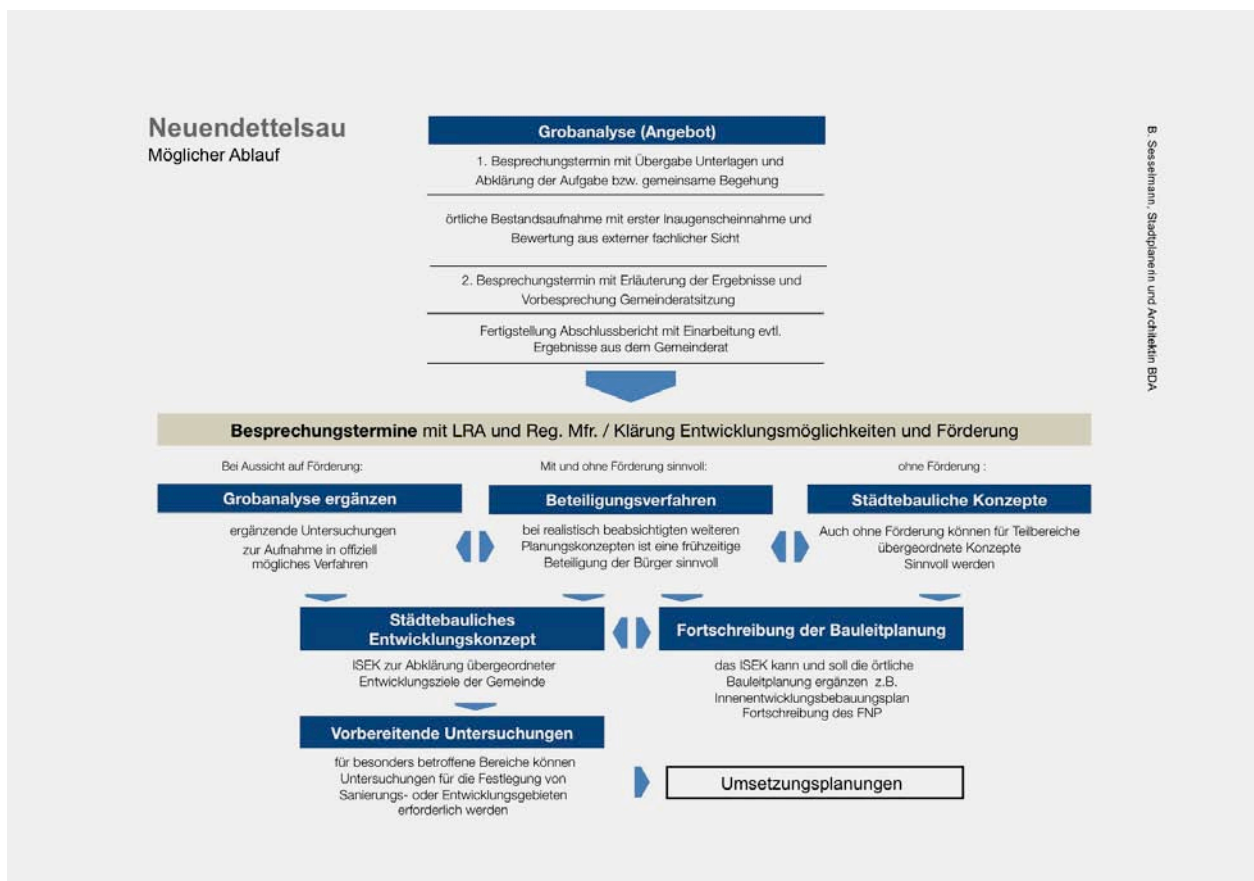 Neuendettelsau
Möglicher Ablauf
Grobanalyse (Angebot)
1. Besprechungstermin mit Übergabe Unterlagen und
Abklärung der Aufgabe bzw. gemeinsame Begehung
örtliche Bestandsaufnahme mit erster Inaugenscheinnahme und
Bewertung aus externer fachlicher Sicht
2. Besprechungstermin mit Erläuterung der Ergebnisse und
Vorbesprechung Gemeinderatsitzung
Fertigstellung Abschlussbericht mit Einarbeitung evtl.
Ergebnisse aus dem Gemeinderat
Besprechungstermine mit LRA und Reg. Mfr. / Klärung Entwicklungsmöglichkeiten und Förderung
Bei Aussicht auf Förderung:
Grobanalyse ergänzen
ergänzende Untersuchungen
zur Aufnahme in offiziell
mögliches Verfahren
Mit und ohne Förderung sinnvoll:
Beteiligungsverfahren
bei realistisch beabsichtigten weiteren
Planungskonzepten ist eine frühzeitige
Beteiligung der Bürger sinnvoll
ohne Förderung :
Städtebauliche Konzepte
Auch ohne Förderung können für Teilbereiche
übergeordnete Konzepte
Sinnvoll werden
Städtebauliches
Entwicklungskonzept
ISEK zur Abklärung übergeordneter
Entwicklungsziele der Gemeinde
Fortschreibung der Bauleitplanung
das ISEK kann und soll die örtliche
Bauleitplanung ergänzen z.B.
Innenentwicklungsbebauungsplan
Fortschreibung des FNP
Vorbereitende Untersuchungen
für besonders betroffene Bereiche können
Untersuchungen für die Festlegung von
Sanierungs- oder Entwicklungsgebieten
erforderlich werden
Umsetzungsplanungen
B. Sesselmann, Stadtplanerin und Architektin BDA